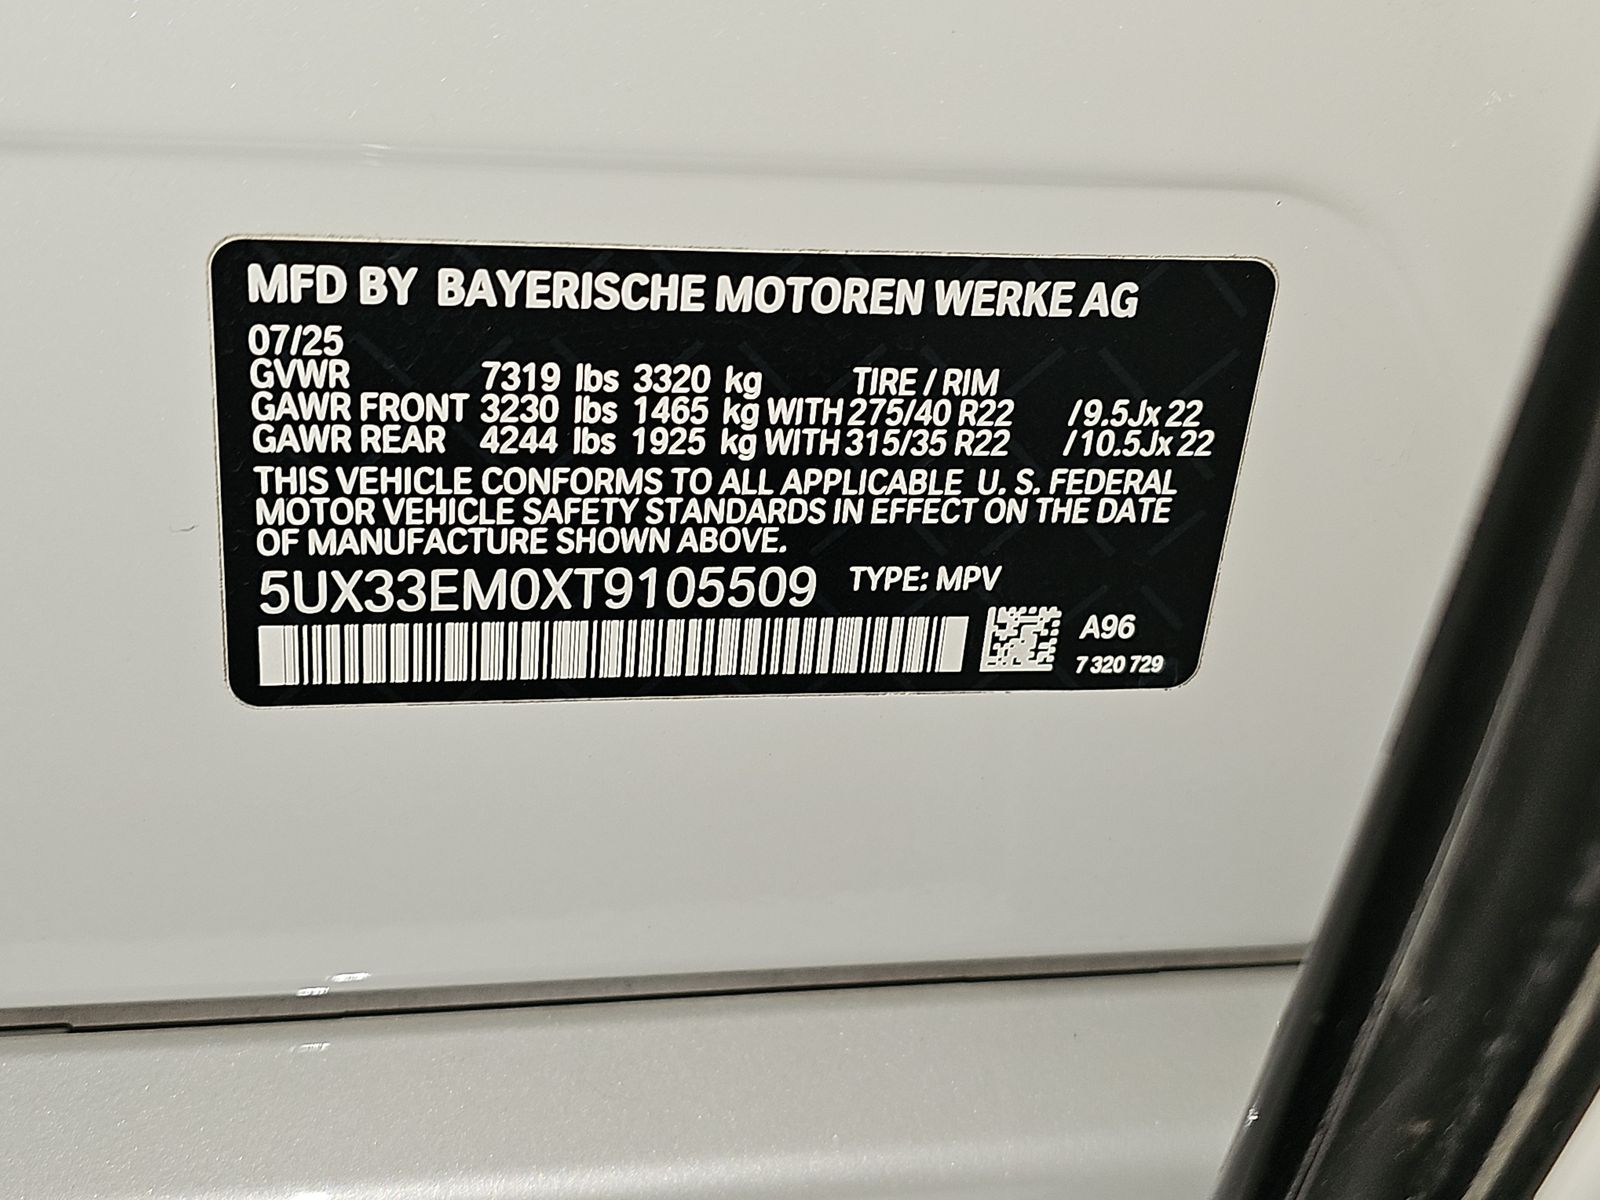 MFD BY BAYERISCHE MOTOREN WERKE AG
07/25
GVWR 7319 lbs 3320 kg TIRE / RIM
GAWR FRONT 3230 lbs 1465 kg WITH 275/40 R22 /9.5Jx 22
GAWR REAR 4244 lbs 1925 kg WITH 315/35 R22 /10.5Jx 22
THIS VEHICLE CONFORMS TO ALL APPLICABLE U. S. FEDERAL
MOTOR VEHICLE SAFETY STANDARDS IN EFFECT ON THE DATE
OF MANUFACTURE SHOWN ABOVE.
5UX33EM0XT9105509 TYPE: MPV
A96
7 320 729